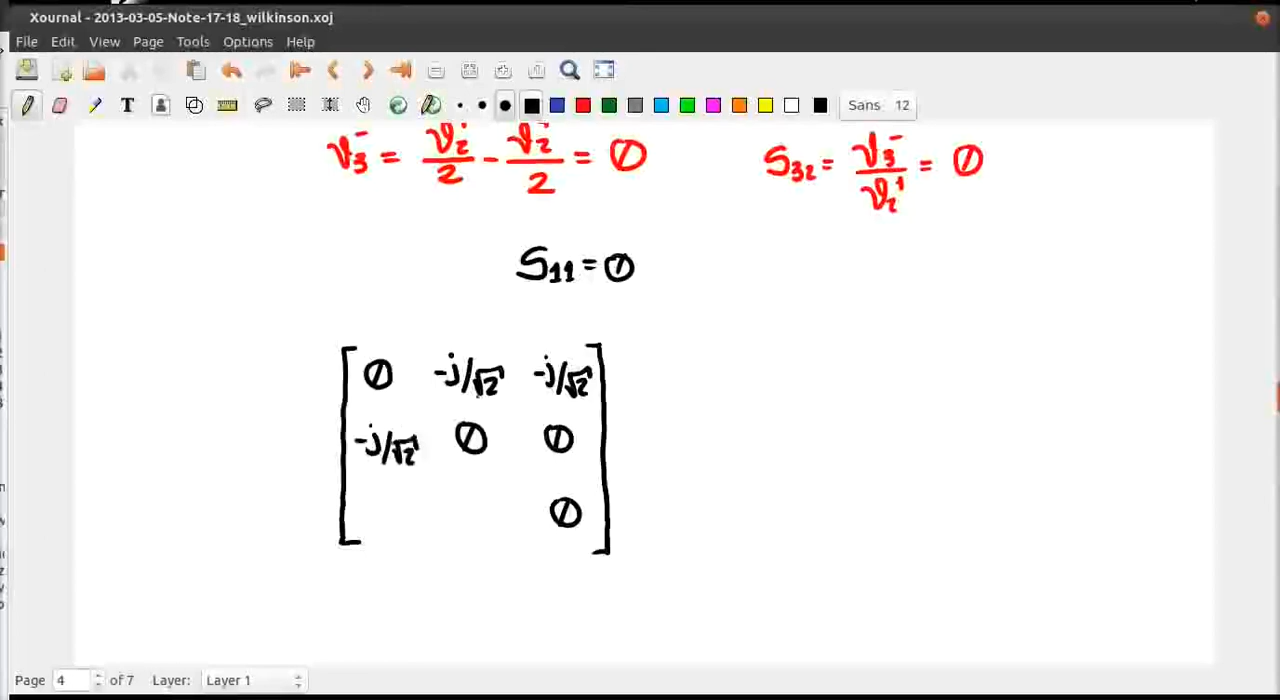 Xournal - 2013-03-05-Note-17-18_wilkinson.xoj
File Edit View Page Tools Options Help
Sans 12
V3⁻ = V2⁺/2 - V2⁺/2 = 0
S32 = V3⁻/V2⁺ = 0
S11 = 0
0 -j/√2 -j/√2
-j/√2 0 0
0
Page 4 of 7 Layer: Layer 1